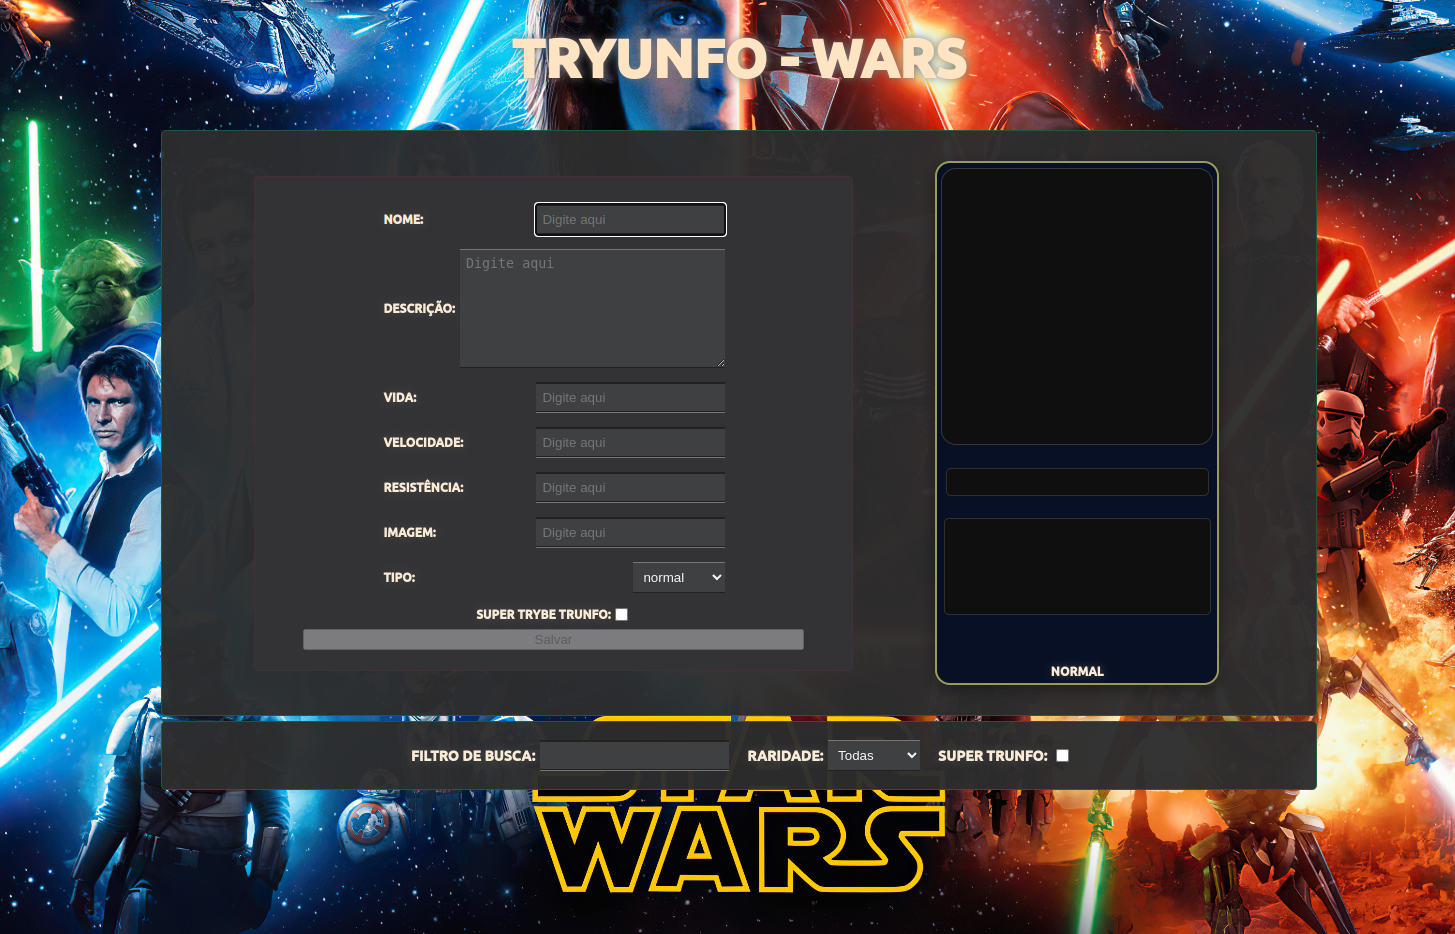 TRYUNFO - WARS
NOME:
Digite aqui
DESCRIÇÃO:
Digite aqui
VIDA:
Digite aqui
VELOCIDADE:
Digite aqui
RESISTÊNCIA:
Digite aqui
IMAGEM:
Digite aqui
TIPO:
normal
SUPER TRYBE TRUNFO:
Salvar
NORMAL
FILTRO DE BUSCA:
RARIDADE:
Todas
SUPER TRUNFO:
STAR
WARS